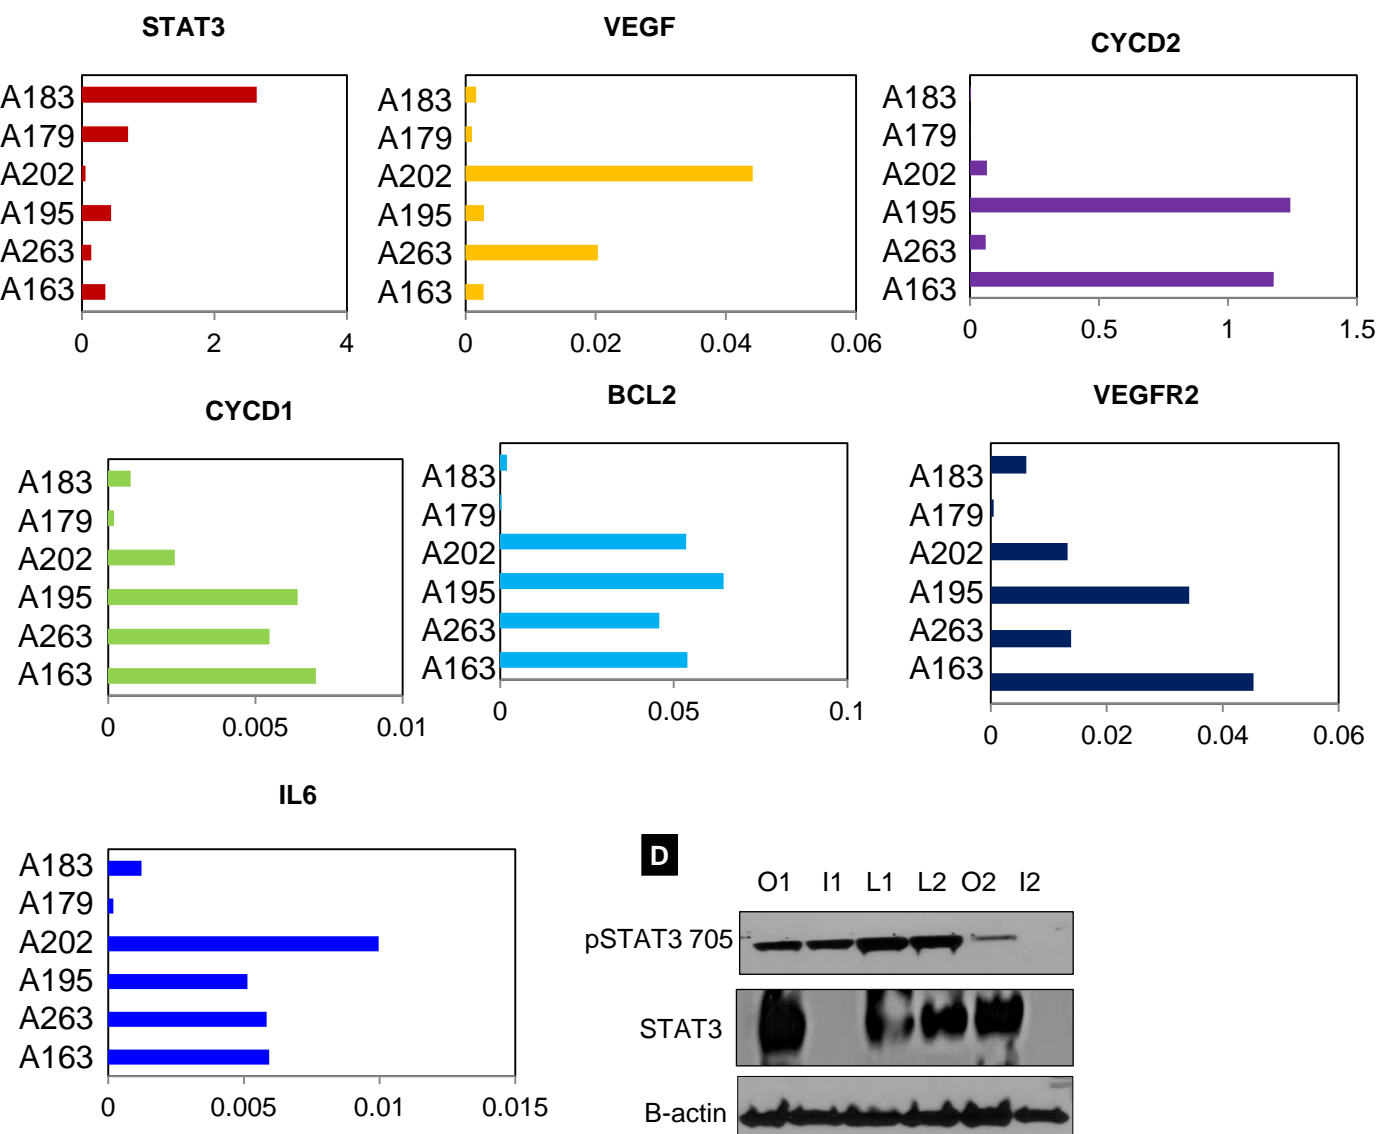 STAT3
A183
A179
A202
A195
A263
A163
0 2 4
VEGF
A183
A179
A202
A195
A263
A163
0 0.02 0.04 0.06
CYCD2
A183
A179
A202
A195
A263
A163
0 0.5 1 1.5
CYCD1
A183
A179
A202
A195
A263
A163
0 0.005 0.01
BCL2
A183
A179
A202
A195
A263
A163
0 0.05 0.1
VEGFR2
A183
A179
A202
A195
A263
A163
0 0.02 0.04 0.06
IL6
A183
A179
A202
A195
A263
A163
0 0.005 0.01 0.015
D
O1 I1 L1 L2 O2 I2
pSTAT3 705
STAT3
B-actin